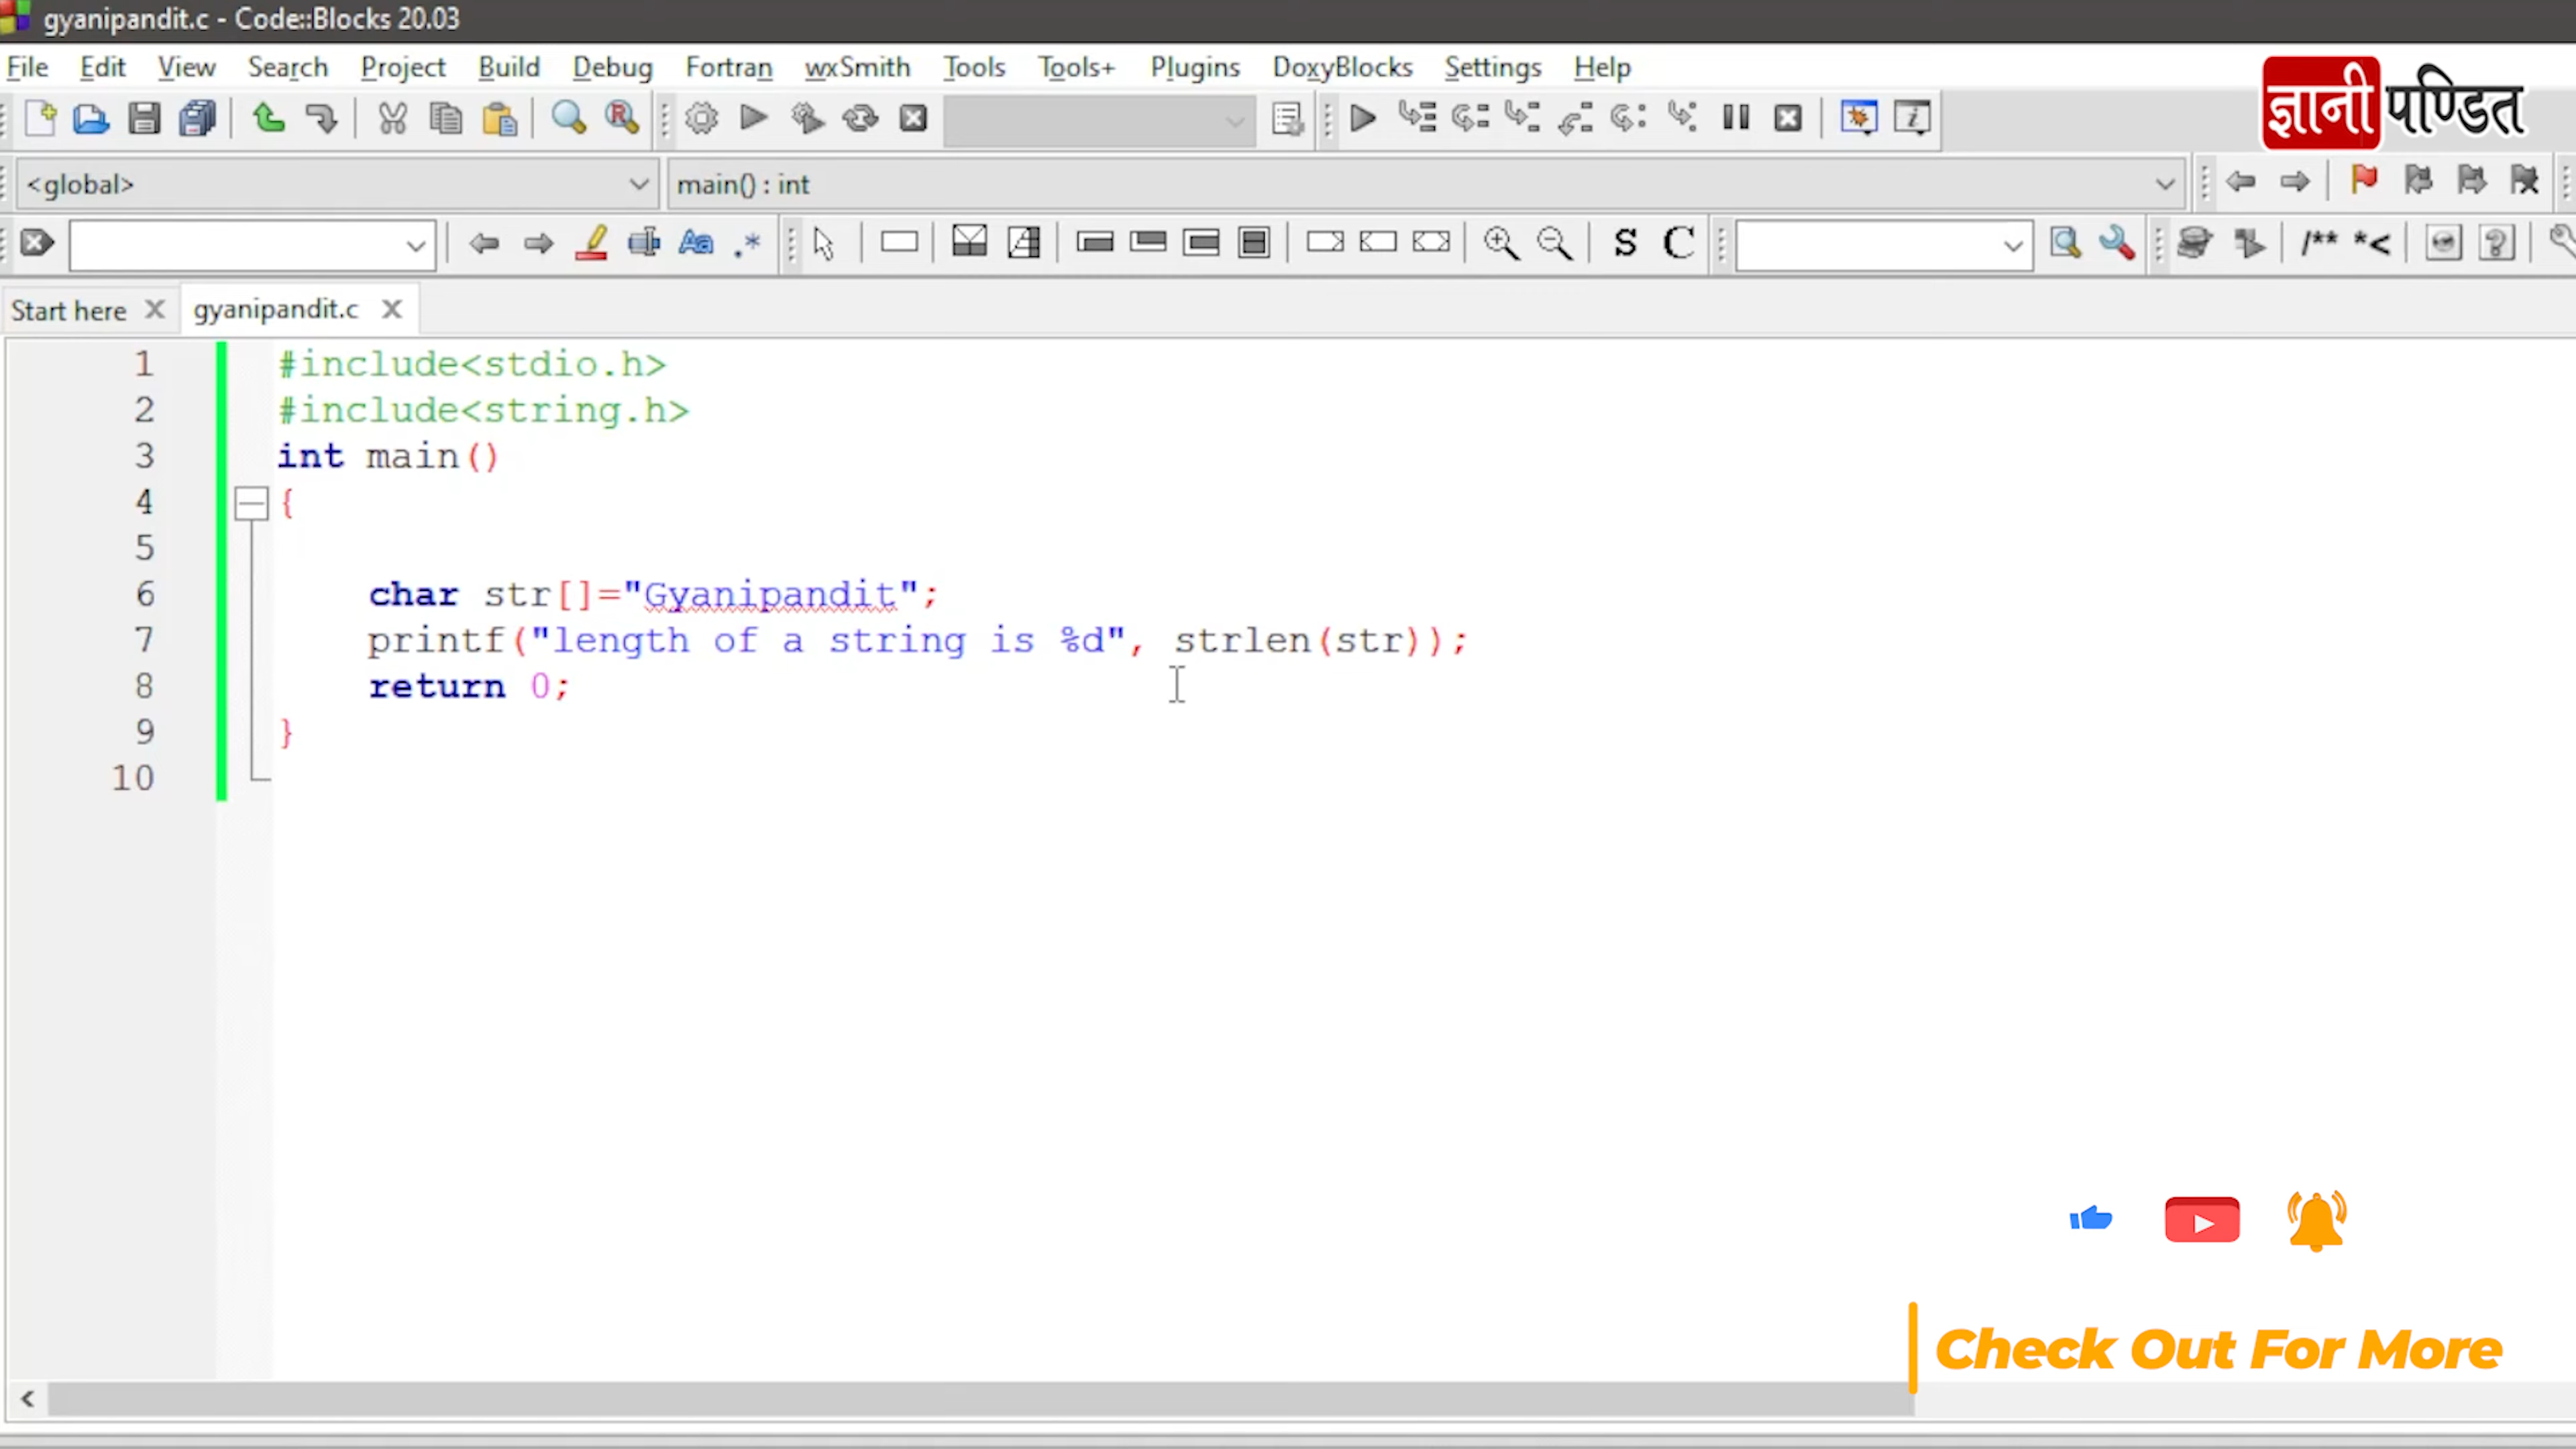 gyanipandit.c - Code::Blocks 20.03
File Edit View Search Project Build Debug Fortran wxSmith Tools Tools+ Plugins DoxyBlocks Settings Help
ज्ञानी पण्डित
<global> main() : int
S C /** *<
Start here gyanipandit.c
1 #include<stdio.h>
2 #include<string.h>
3 int main()
4 {
5
6 char str[]="Gyanipandit";
7 printf("length of a string is %d", strlen(str));
8 return 0;
9 }
10
Check Out For More